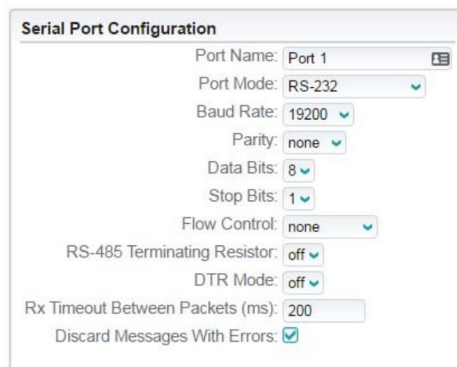 Serial Port Configuration
Port Name: Port 1
Port Mode: RS-232
Baud Rate: 19200
Parity: none
Data Bits: 8
Stop Bits: 1
Flow Control: none
RS-485 Terminating Resistor: off
DTR Mode: off
Rx Timeout Between Packets (ms): 200
Discard Messages With Errors: